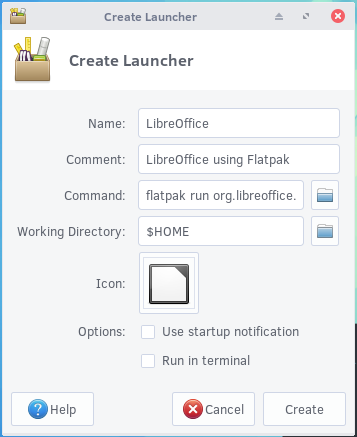 Create Launcher
Create Launcher
Name: LibreOffice
Comment: LibreOffice using Flatpak
Command: flatpak run org.libreoffice.
Working Directory: $HOME
Icon:
Options: Use startup notification
Run in terminal
Help Cancel Create